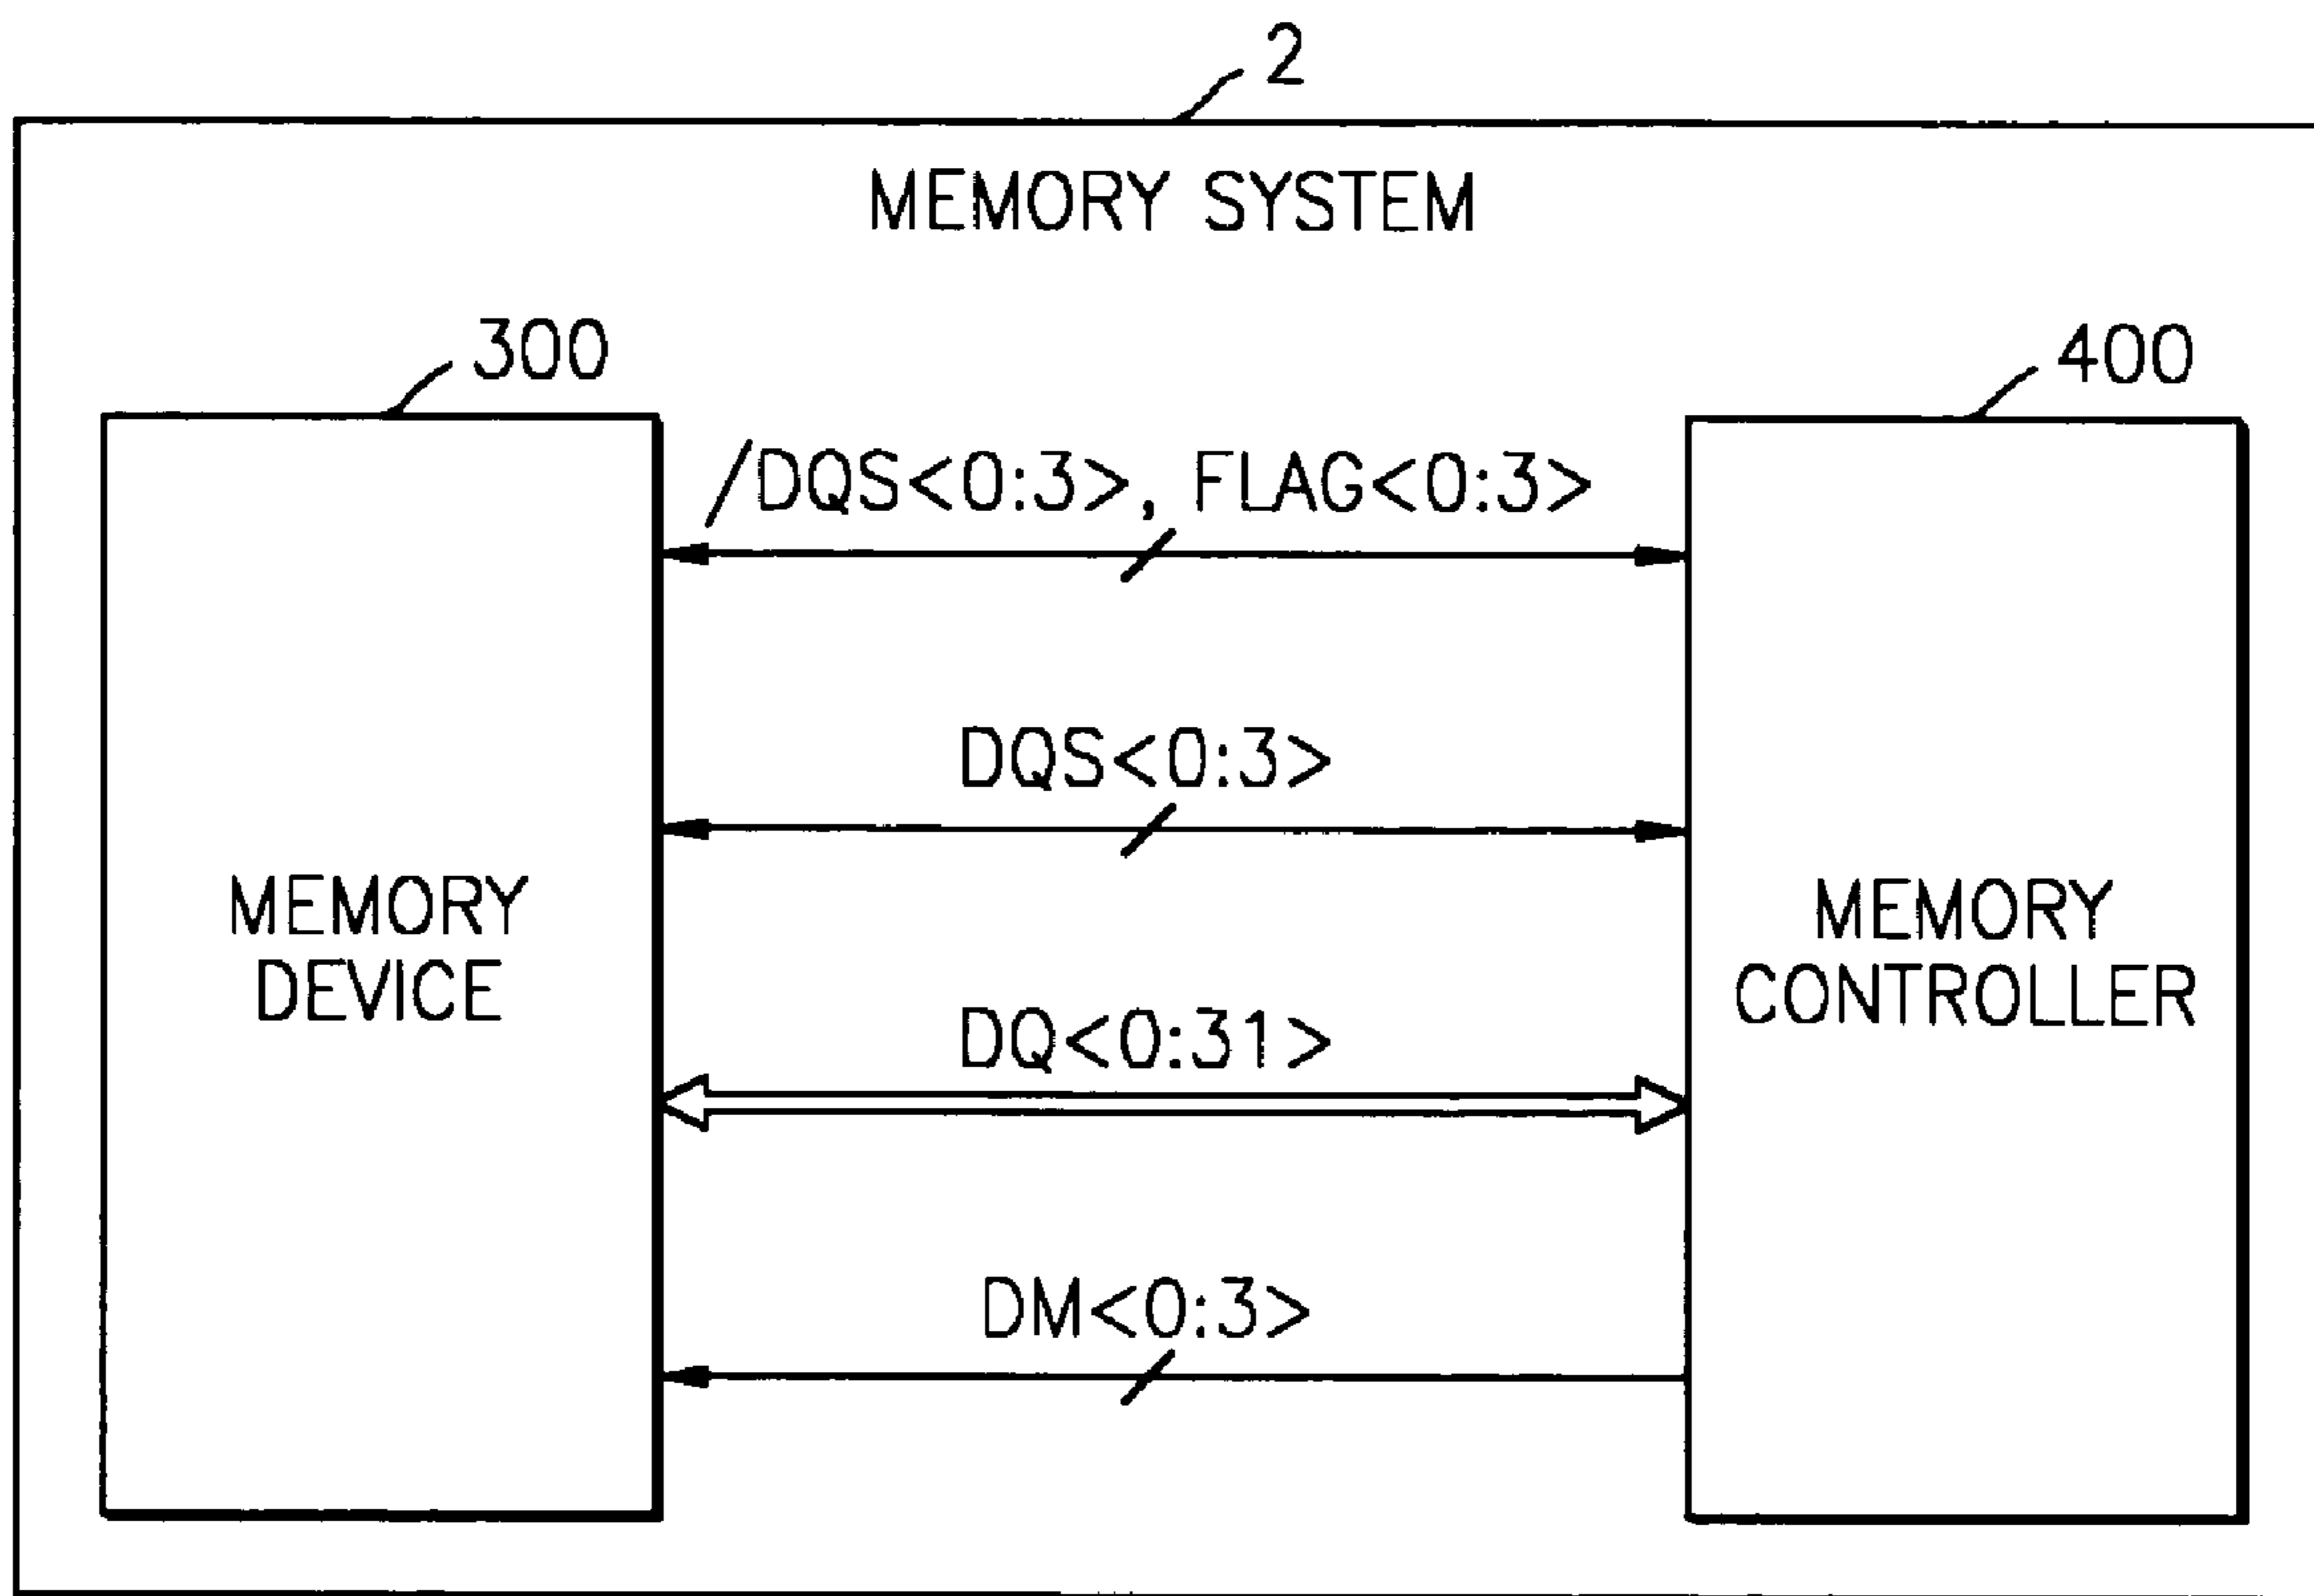 2
MEMORY SYSTEM
300
400
/DQS<0:3>, FLAG<0:3>
DQS<0:3>
MEMORY
DEVICE
MEMORY
CONTROLLER
DQ<0:31>
DM<0:3>